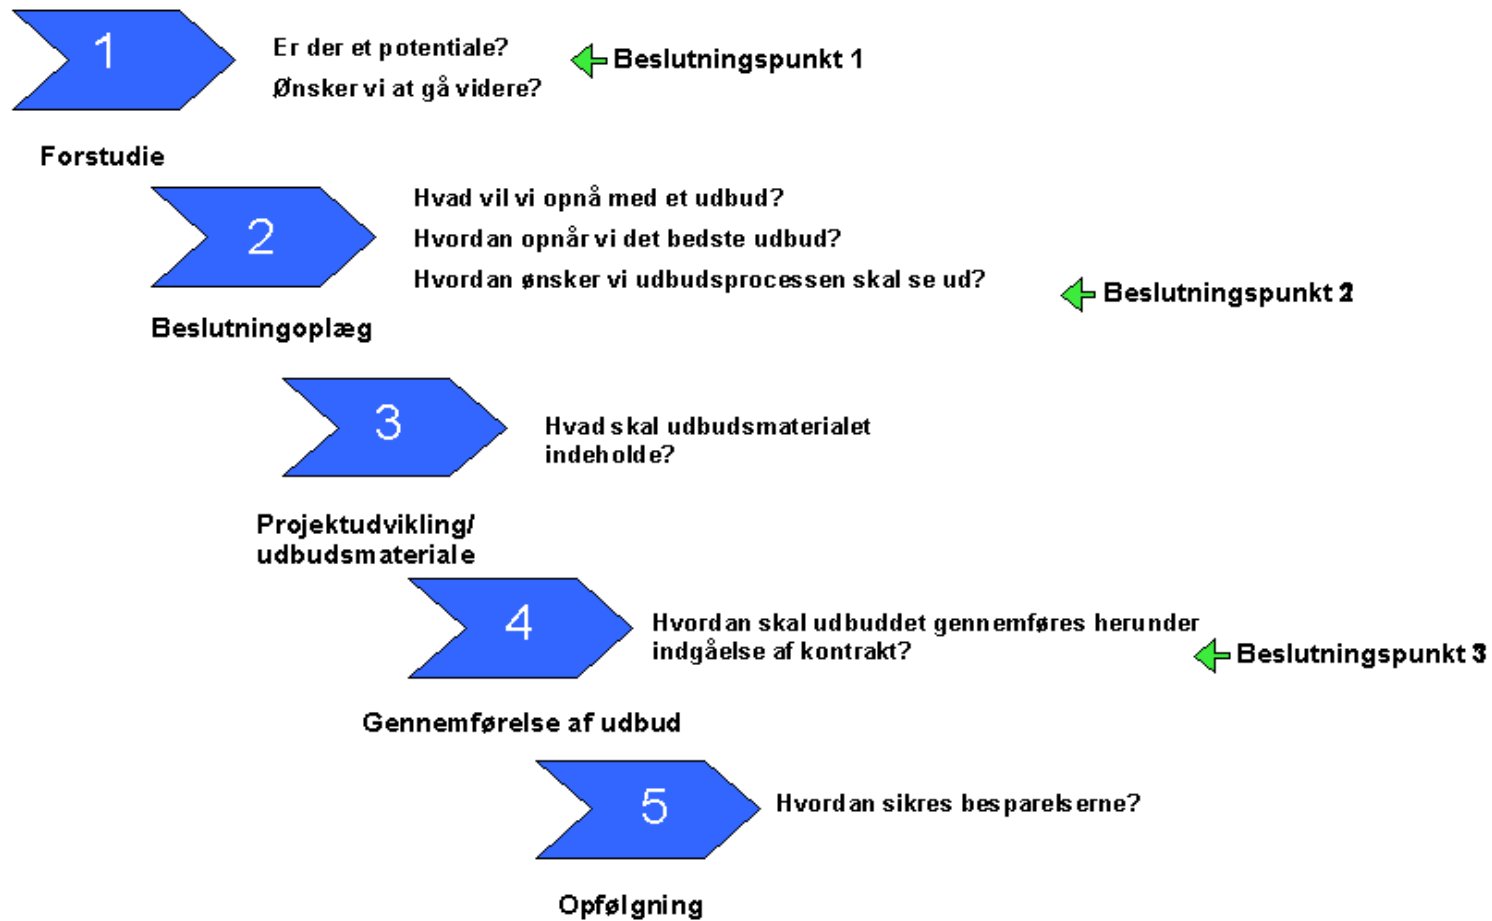 1
Er der et potentiale?
Ønsker vi at gå videre?
Beslutningspunkt 1
Forstudie
2
Hvad vil vi opnå med et udbud?
Hvordan opnår vi det bedste udbud?
Hvordan ønsker vi udbudsprocessen skal se ud?
Beslutningspunkt 2
Beslutningoplæg
3
Hvad skal udbudsmaterialet
indeholde?
Projektudvikling/
udbudsmateriale
4
Hvordan skal udbuddet gennemføres herunder
indgåelse af kontrakt?
Beslutningspunkt 3
Gennemførelse af udbud
5
Hvordan sikres besparelserne?
Opfølgning